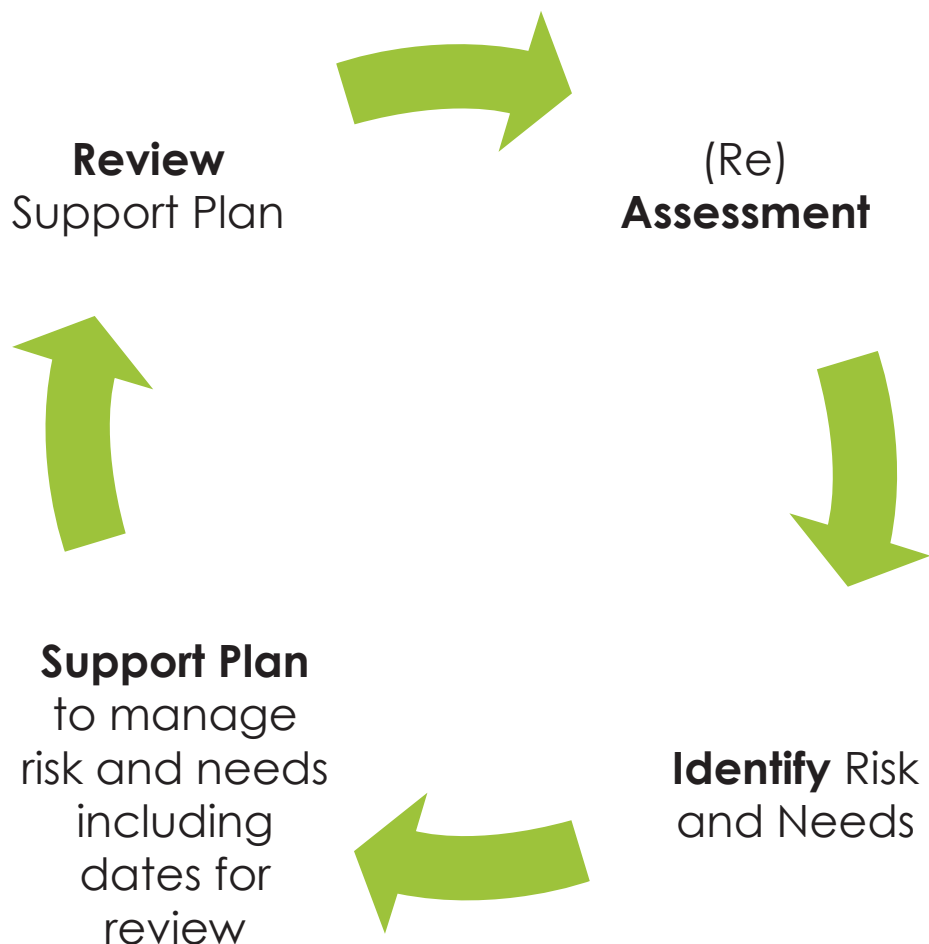 Review
Support Plan
(Re)
Assessment
Support Plan
to manage
risk and needs
including
dates for
review
Identify Risk
and Needs